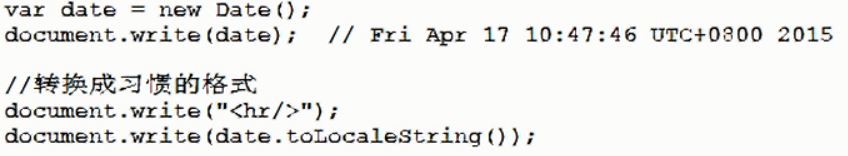 var date = new Date();
document.write(date);  // Fri Apr 17 10:47:46 UTC+0800 2015
//转换成习惯的格式
document.write("<hr/>");
document.write(date.toLocaleString());